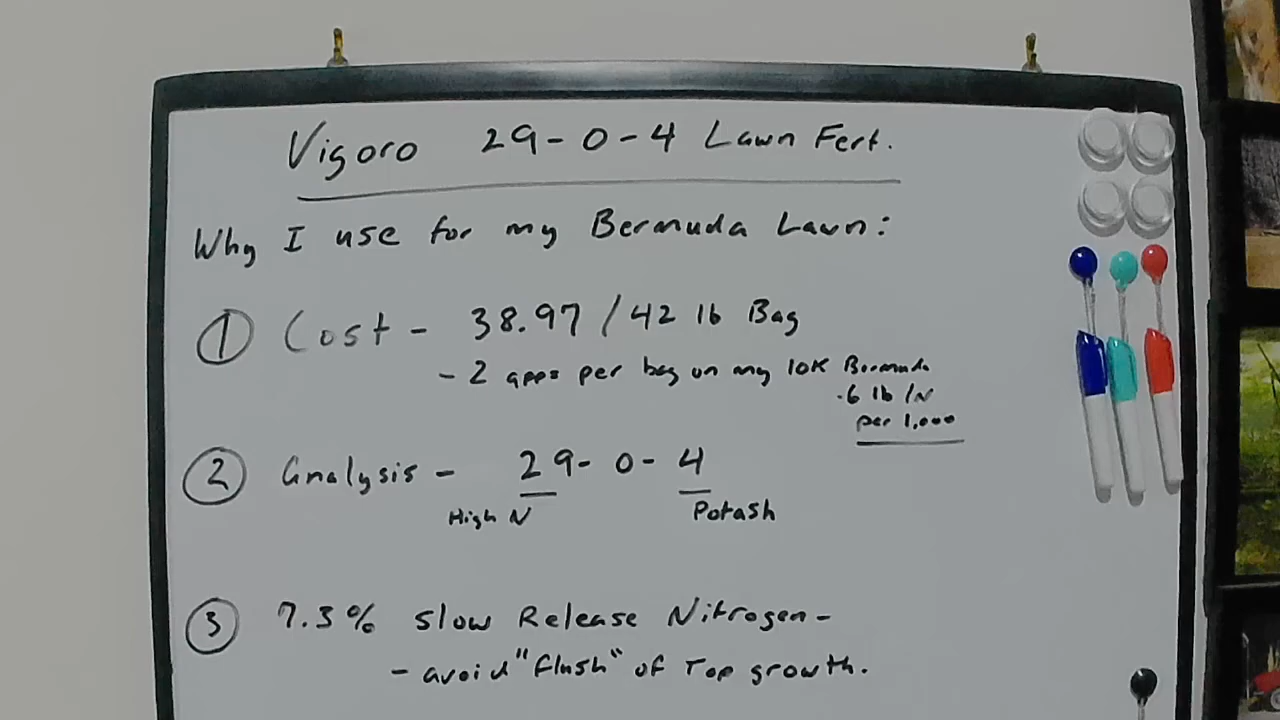 Vigoro 29-0-4 Lawn Fert.
Why I use for my Bermuda Lawn:
① Cost - 38.97 / 42 lb Bag
- 2 apps per bag on my 10K Bermuda
.6 lb /N
per 1,000
② Analysis - 29-0-4
High N Potash
③ 7.3% Slow Release Nitrogen -
- avoid "flush" of Top growth.